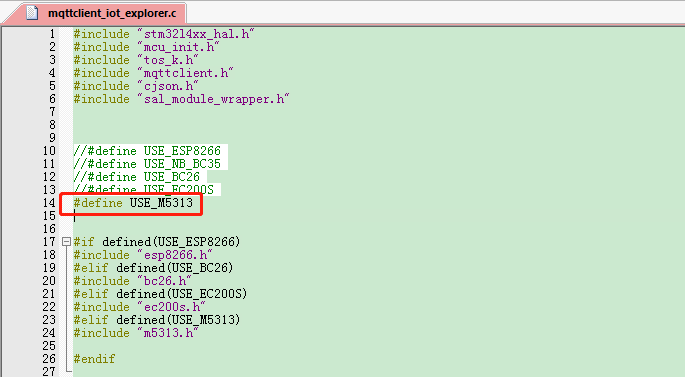 mqttclient_iot_explorer.c
1 #include "stm32l4xx_hal.h"
2 #include "mcu_init.h"
3 #include "tos_k.h"
4 #include "mqttclient.h"
5 #include "cjson.h"
6 #include "sal_module_wrapper.h"
7
8
9
10 //#define USE_ESP8266
11 //#define USE_NB_BC35
12 //#define USE_BC26
13 //#define USE_EC200S
14 #define USE_M5313
15
16
17 #if defined(USE_ESP8266)
18 #include "esp8266.h"
19 #elif defined(USE_BC26)
20 #include "bc26.h"
21 #elif defined(USE_EC200S)
22 #include "ec200s.h"
23 #elif defined(USE_M5313)
24 #include "m5313.h"
25
26 #endif
27